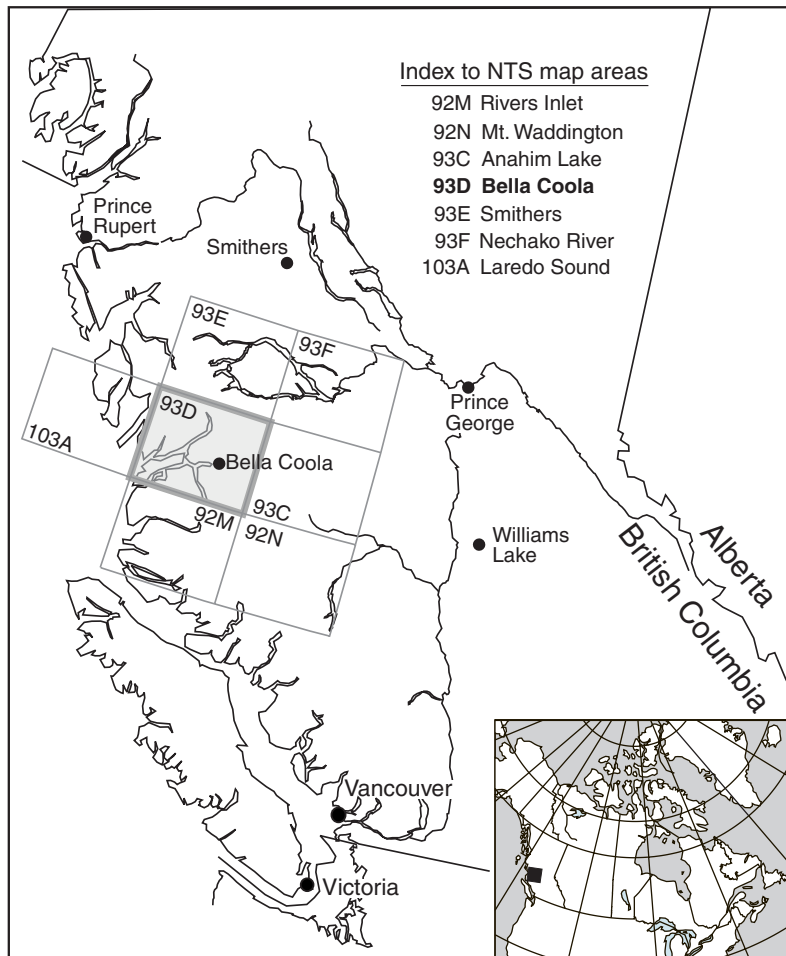 Index to NTS map areas
92M Rivers Inlet
92N Mt. Waddington
93C Anahim Lake
93D Bella Coola
93E Smithers
93F Nechako River
103A Laredo Sound
Prince
Rupert
Smithers
93E
93F
Prince
George
93D
103A
Bella Coola
93C
92M
92N
Williams
Lake
Alberta
British Columbia
Vancouver
Victoria